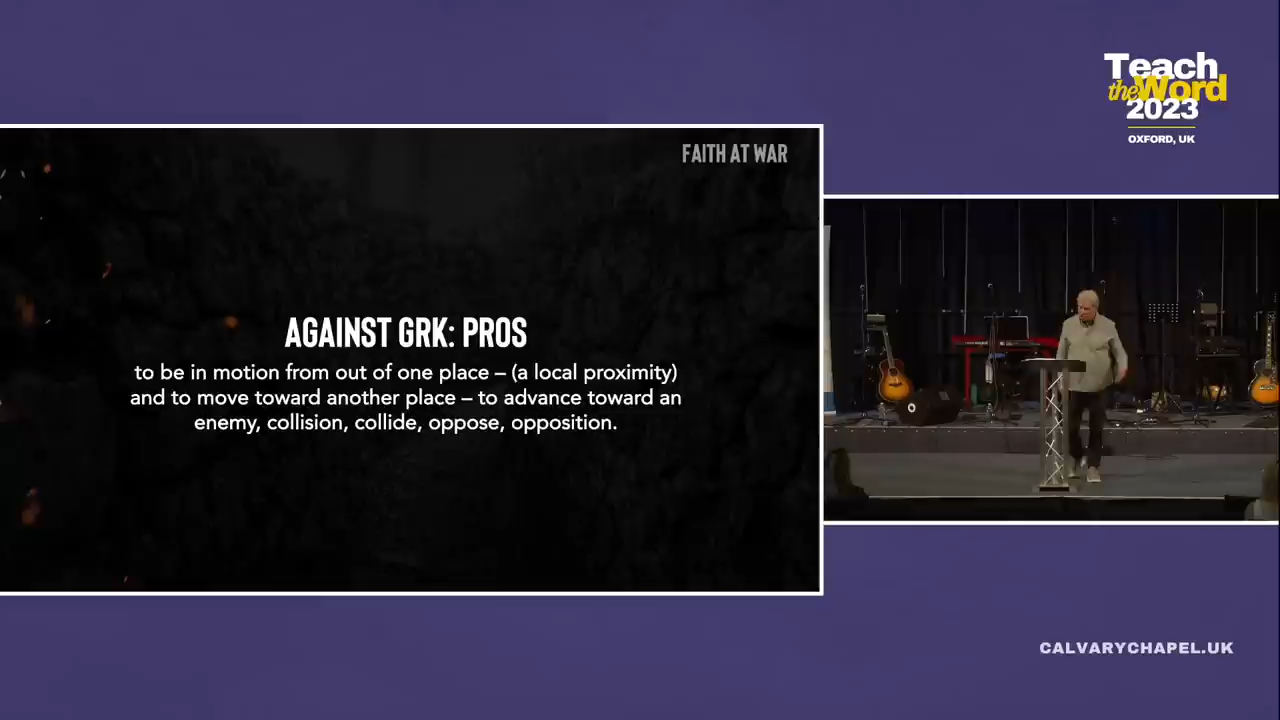 Teach
theWord
2023
OXFORD, UK
FAITH AT WAR
AGAINST GRK: PROS
to be in motion from out of one place – (a local proximity)
and to move toward another place – to advance toward an
enemy, collision, collide, oppose, opposition.
CALVARYCHAPEL.UK